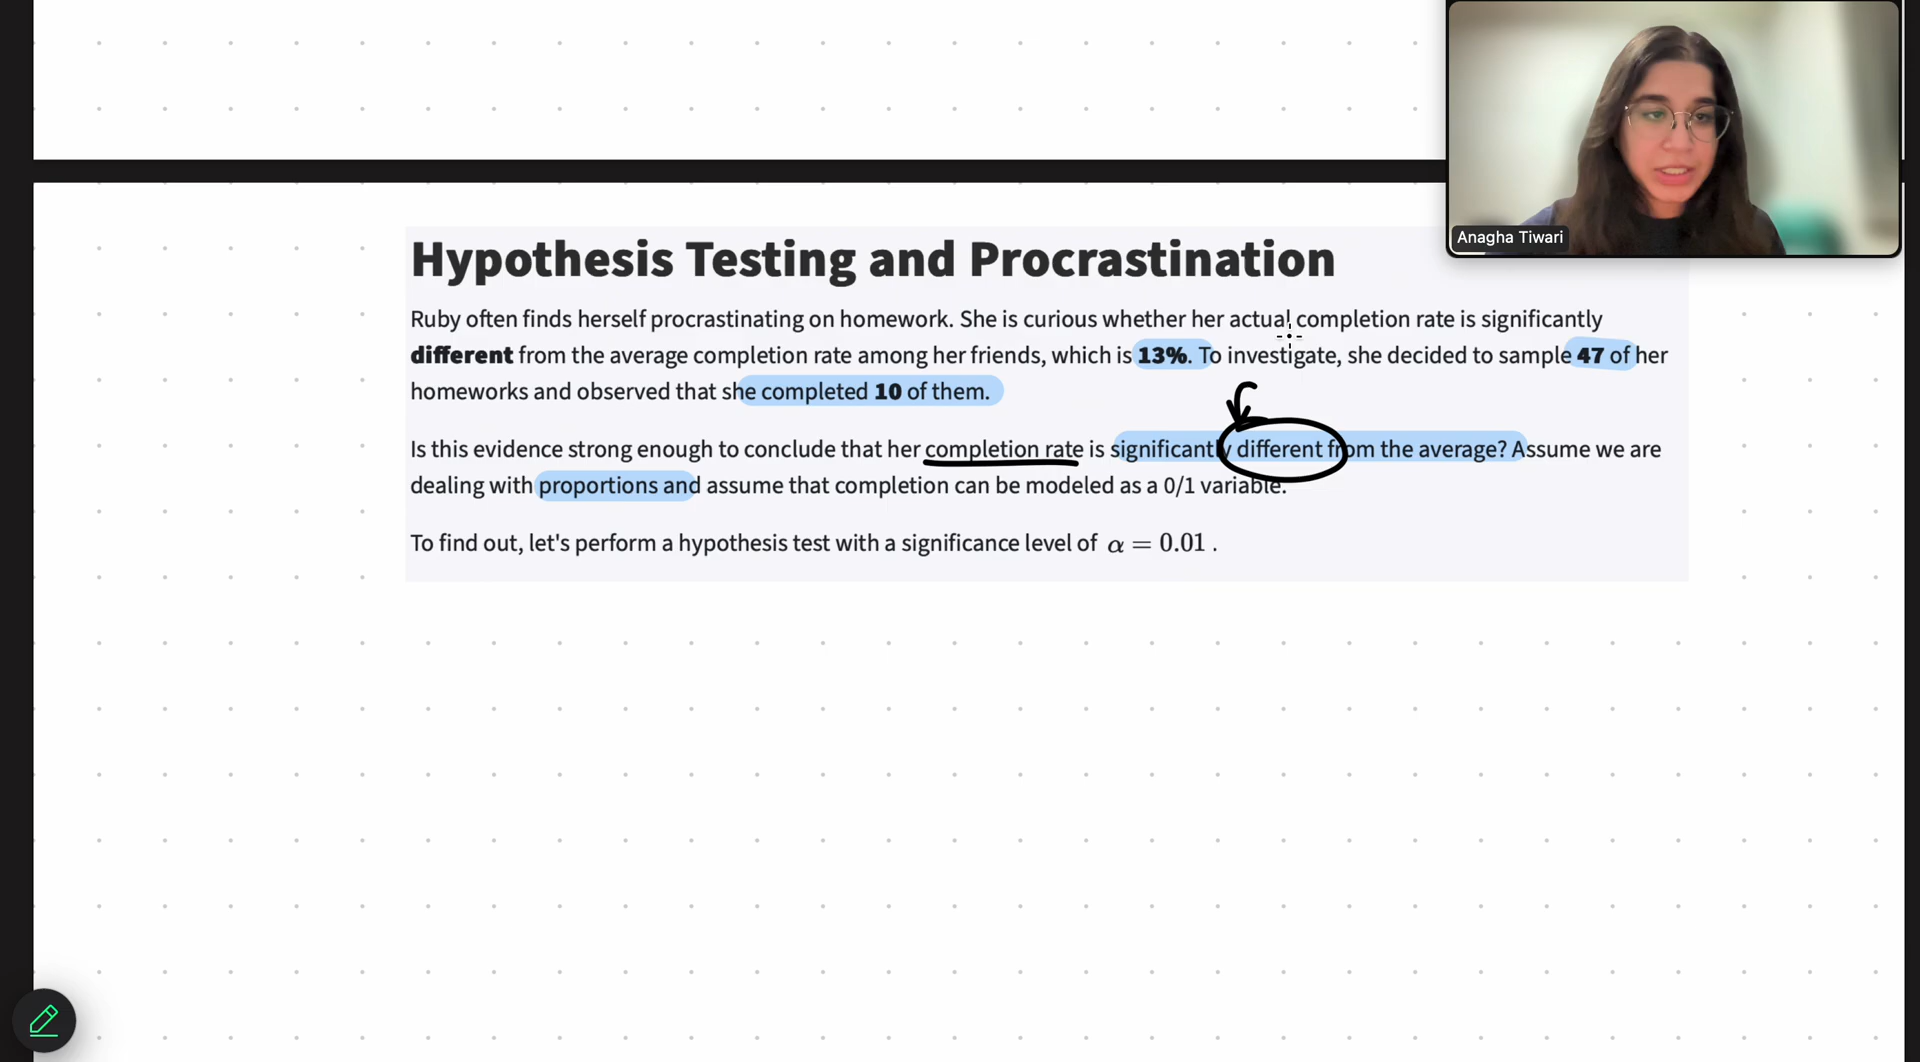 Anagha Tiwari
Hypothesis Testing and Procrastination
Ruby often finds herself procrastinating on homework. She is curious whether her actual completion rate is significantly
different from the average completion rate among her friends, which is 13%. To investigate, she decided to sample 47 of her
homeworks and observed that she completed 10 of them.
Is this evidence strong enough to conclude that her completion rate is significantly different from the average? Assume we are
dealing with proportions and assume that completion can be modeled as a 0/1 variable.
To find out, let's perform a hypothesis test with a significance level of α = 0.01 .